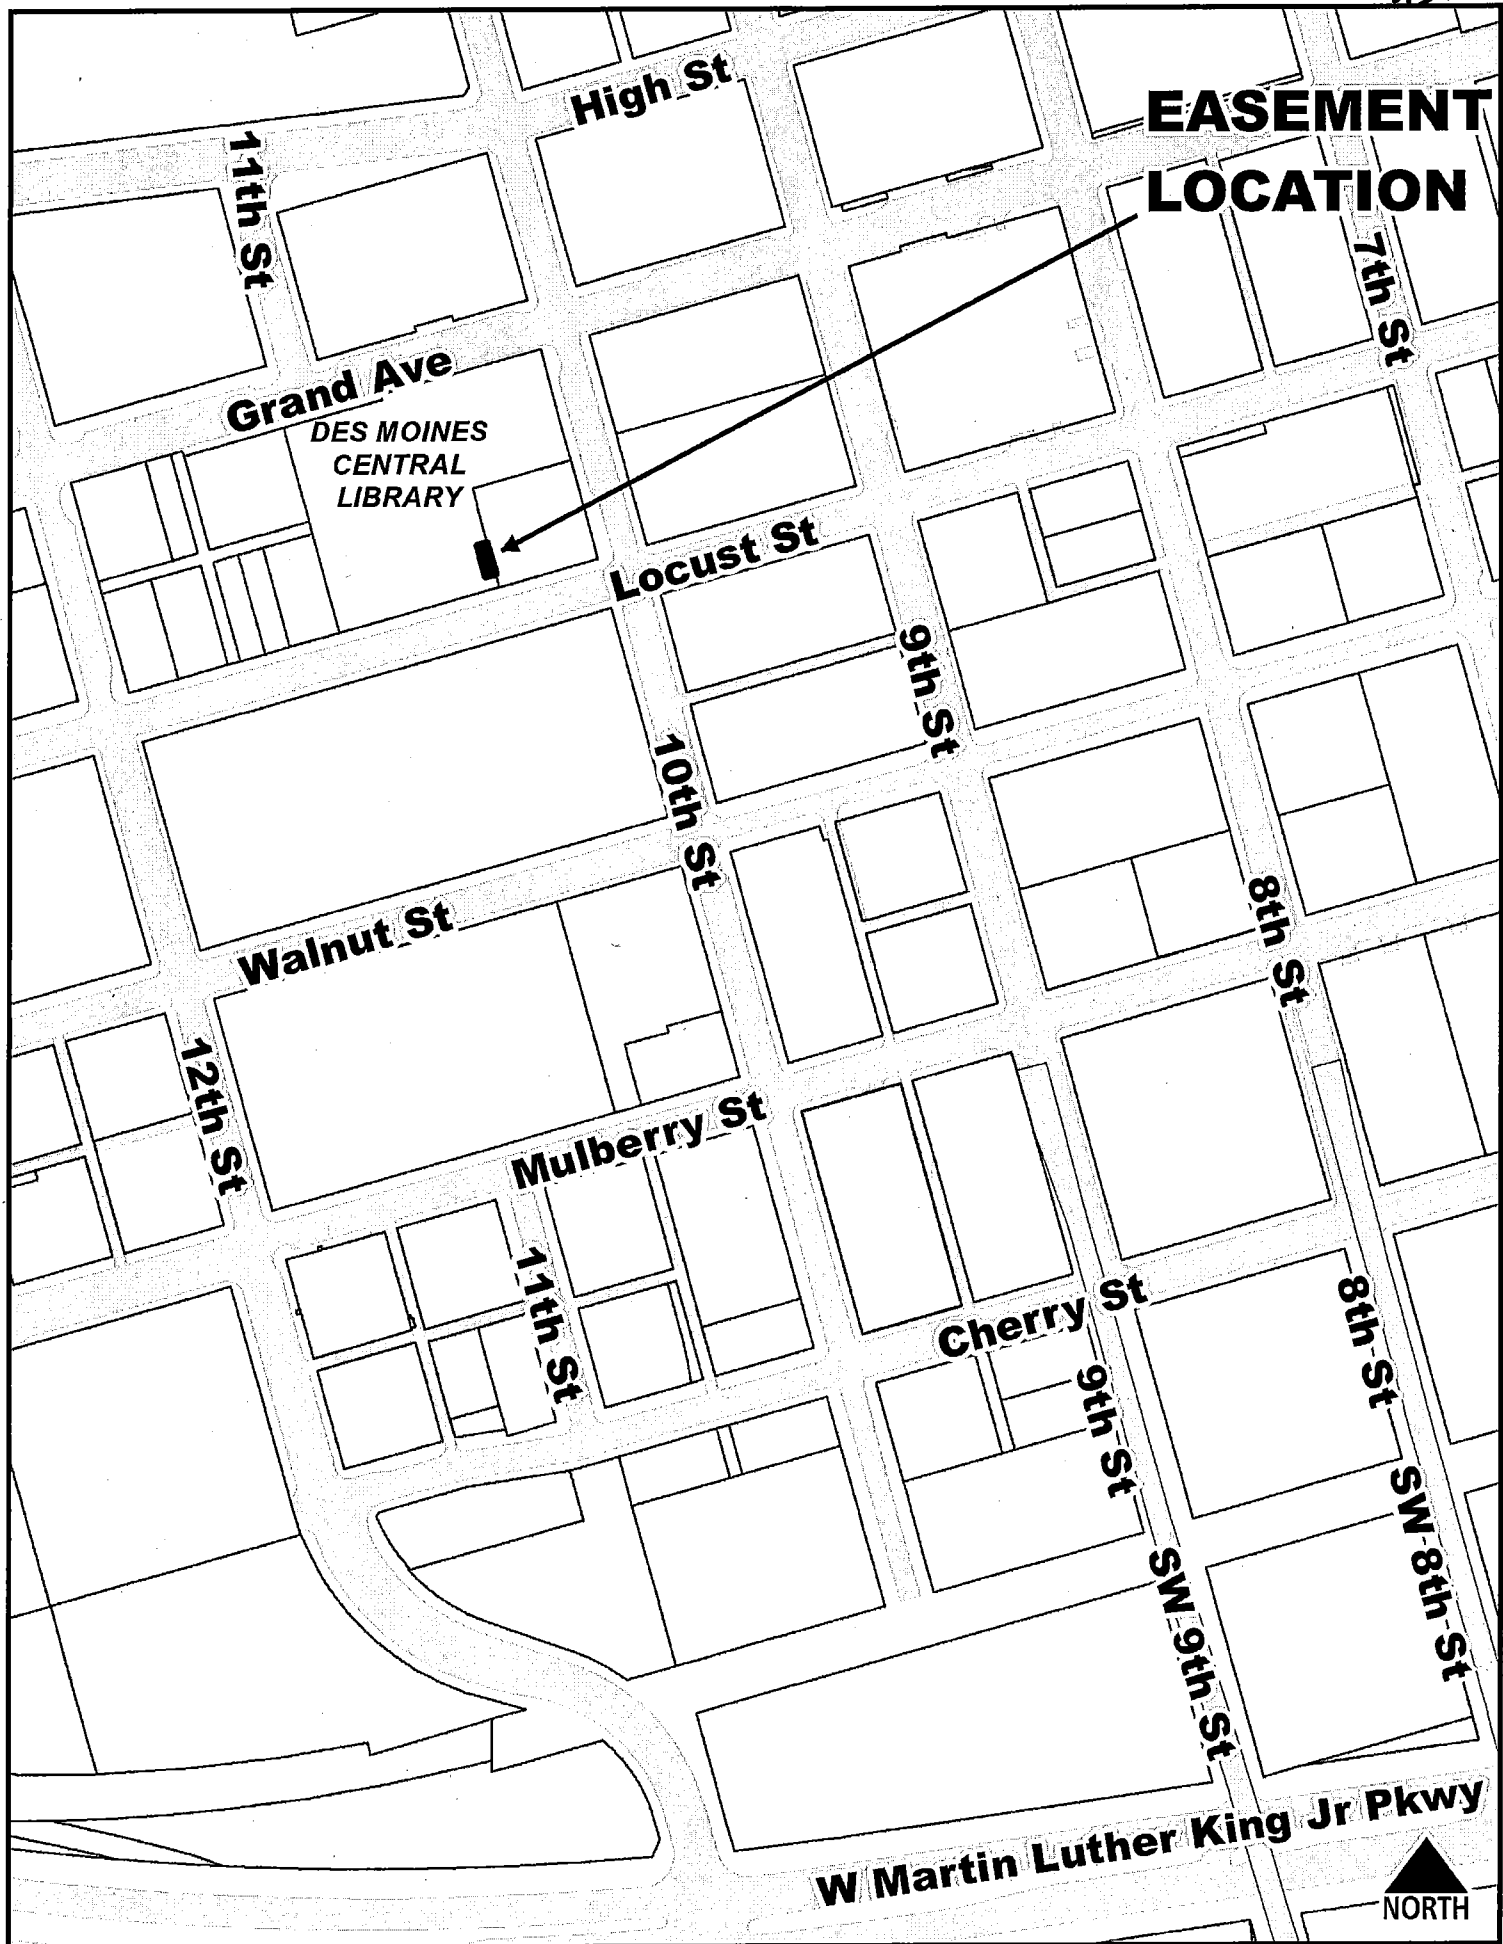 High St
EASEMENT
LOCATION
11th St
7th St
Grand Ave
DES MOINES
CENTRAL
LIBRARY
Locust St
9th St
10th St
8th St
Walnut St
12th St
Mulberry St
11th St
Cherry St
8th St
9th St
SW 8th St
SW 9th St
W Martin Luther King Jr Pkwy
NORTH